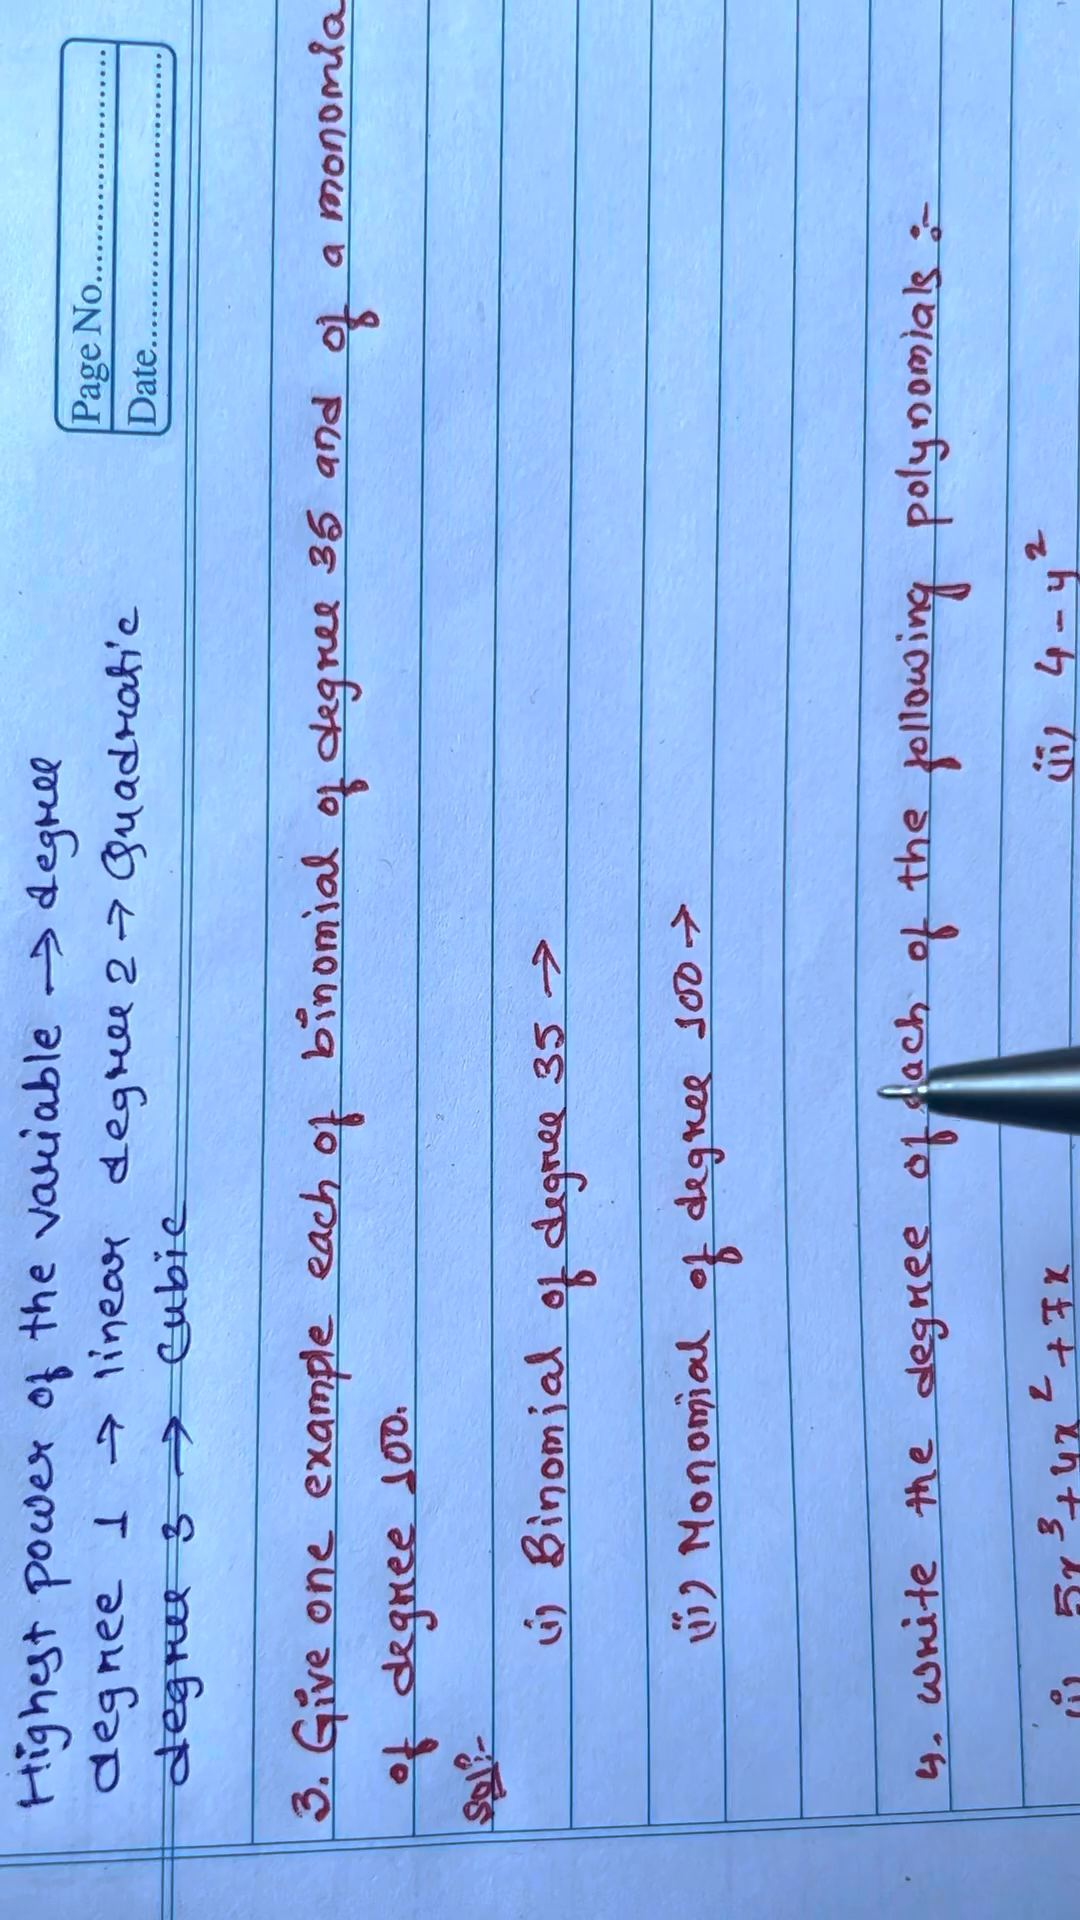 Page No.
Date
Highest power of the variable → degree
degree 1 → linear degree 2 → Quadratic
degree 3 → Cubic
3. Give one example each of binomial of degree 35 and of a monomia
of degree 100.
Sol:-
(i) Binomial of degree 35 →
(ii) Monomial of degree 100 →
4. write the degree of each of the following polynomials :-
(i) 5x³ + 4x² + 7x (ii) 4 - y²